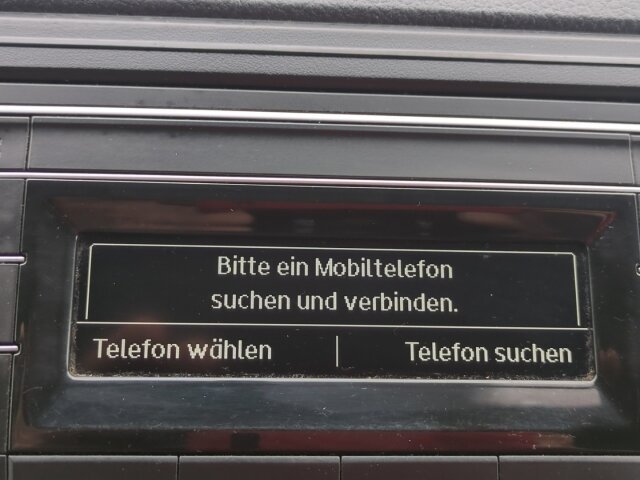 Bitte ein Mobiltelefon
suchen und verbinden.
Telefon wählen | Telefon suchen